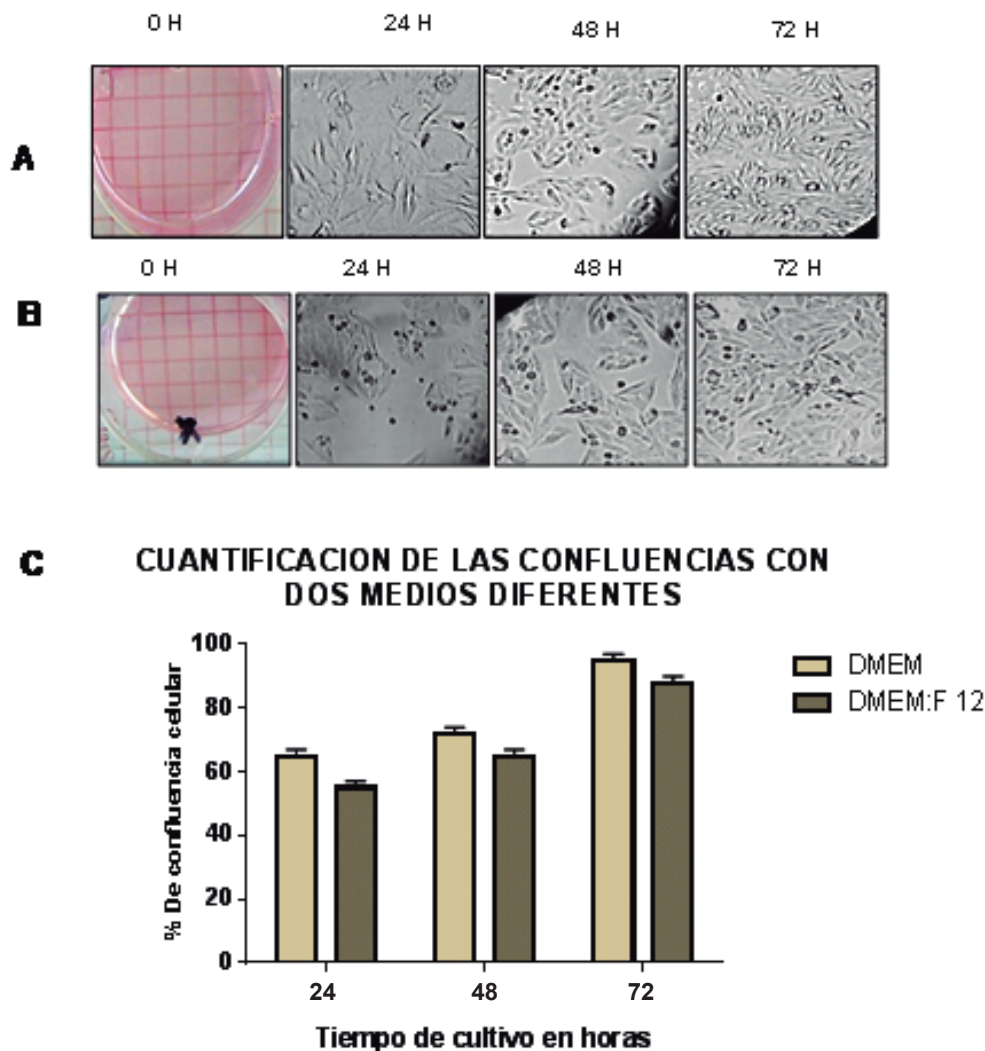 0 H 24 H 48 H 72 H
A
0 H 24 H 48 H 72 H
B
C
CUANTIFICACION DE LAS CONFLUENCIAS CON
DOS MEDIOS DIFERENTES
% De confluencia celular
100
80
60
40
20
0
24 48 72
Tiempo de cultivo en horas
DMEM
DMEM:F 12